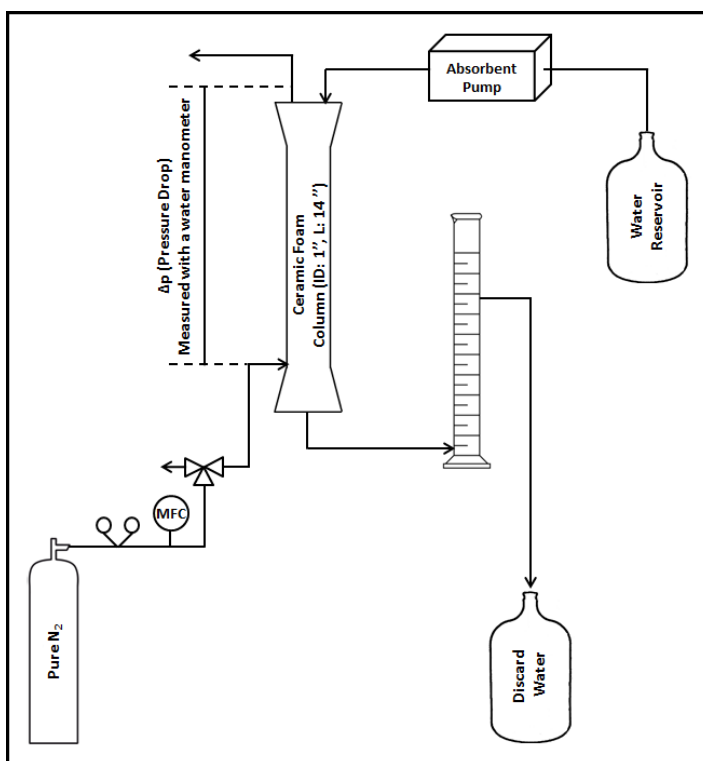 Absorbent
Pump
Δp (Pressure Drop)
Measured with a water manometer
Ceramic Foam
Column (ID: 1”, L: 14 ”)
Water
Reservoir
MFC
Pure N₂
Discard
Water